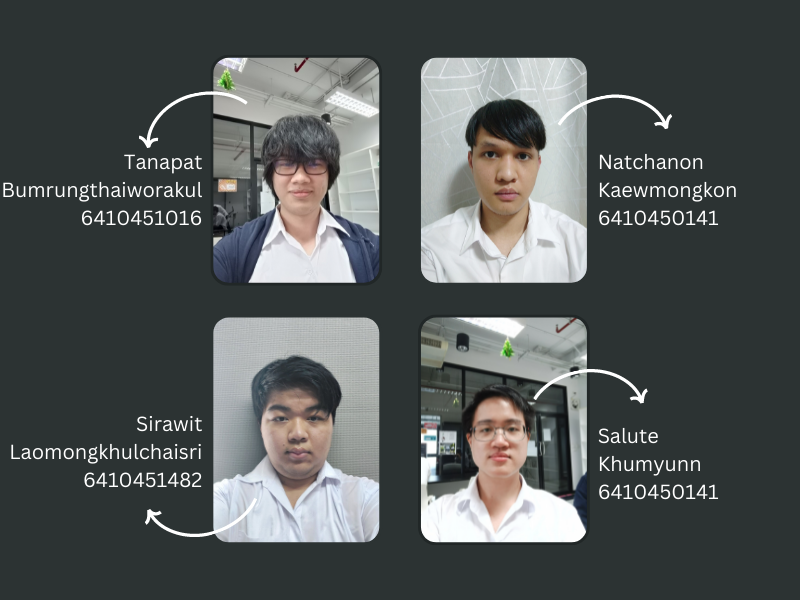 Tanapat
Bumrungthaiworakul
6410451016
Natchanon
Kaewmongkon
6410450141
Sirawit
Laomongkhulchaisri
6410451482
Salute
Khumyunn
6410450141